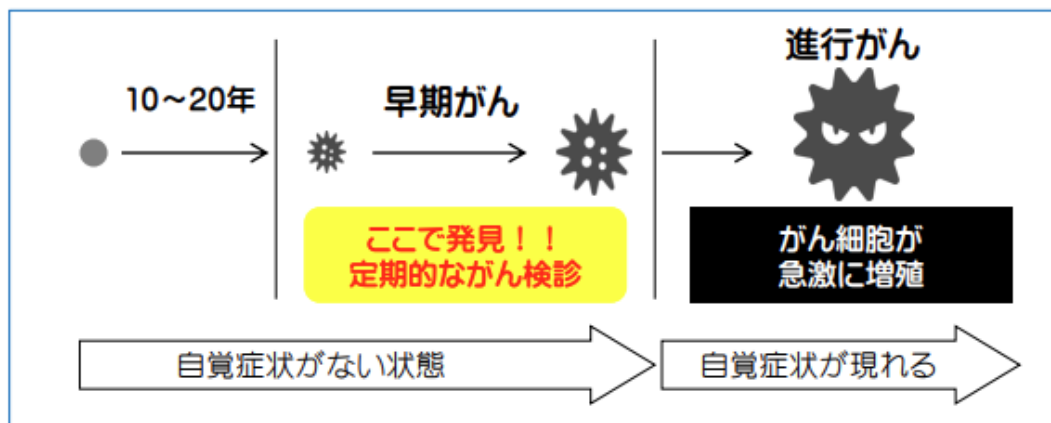 10～20年
早期がん
進行がん
ここで発見！！
定期的ながん検診
がん細胞が
急激に増殖
自覚症状がない状態
自覚症状が現れる